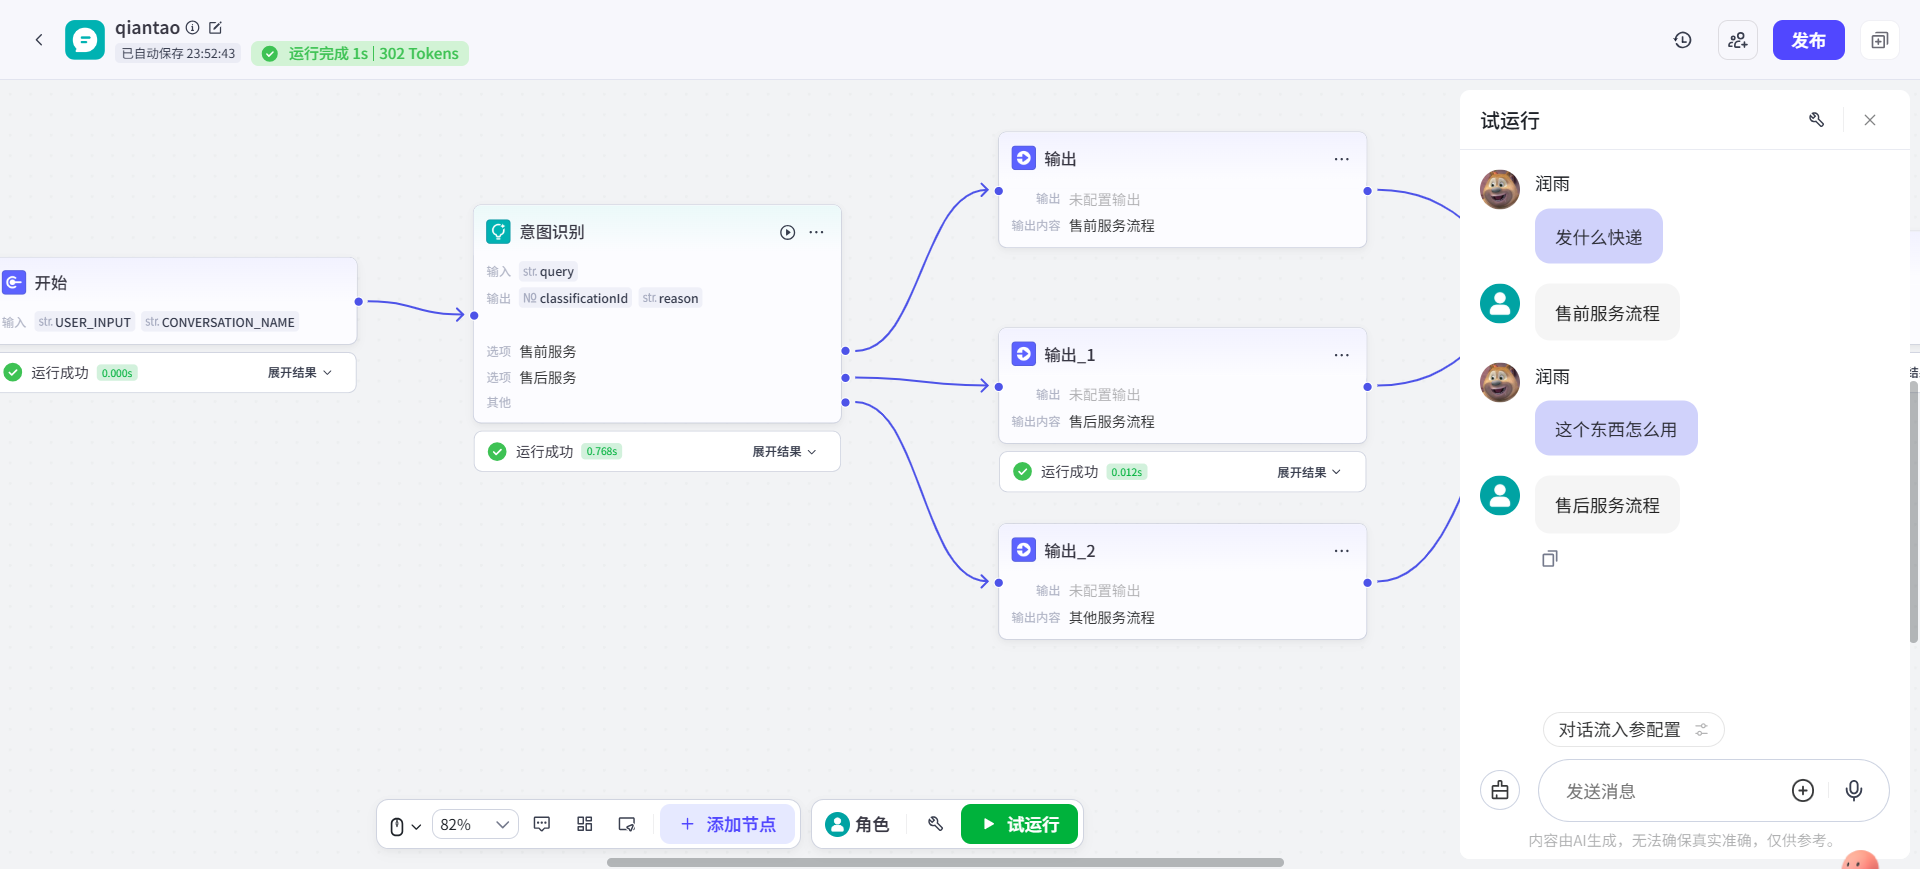 qiantao
已自动保存 23:52:43
运行完成 1s | 302 Tokens
发布
开始
输入 str. USER_INPUT str. CONVERSATION_NAME
运行成功 0.000s 展开结果
意图识别
输入 str. query
输出 Nº classificationId str. reason
选项 售前服务
选项 售后服务
其他
运行成功 0.768s 展开结果
输出
输出 未配置输出
输出内容 售前服务流程
输出_1
输出 未配置输出
输出内容 售后服务流程
运行成功 0.012s 展开结果
输出_2
输出 未配置输出
输出内容 其他服务流程
82%
添加节点
角色
试运行
试运行
润雨
发什么快递
售前服务流程
润雨
这个东西怎么用
售后服务流程
对话流入参配置
发送消息
内容由AI生成，无法确保真实准确，仅供参考。